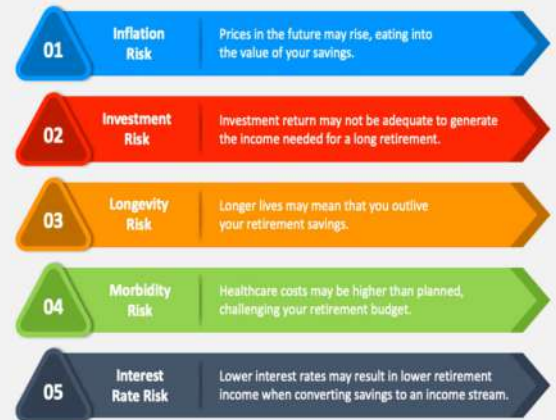 01
Inflation
Risk
Prices in the future may rise, eating into
the value of your savings.
02
Investment
Risk
Investment return may not be adequate to generate
the income needed for a long retirement.
03
Longevity
Risk
Longer lives may mean that you outlive
your retirement savings.
04
Morbidity
Risk
Healthcare costs may be higher than planned,
challenging your retirement budget.
05
Interest
Rate Risk
Lower interest rates may result in lower retirement
income when converting savings to an income stream.